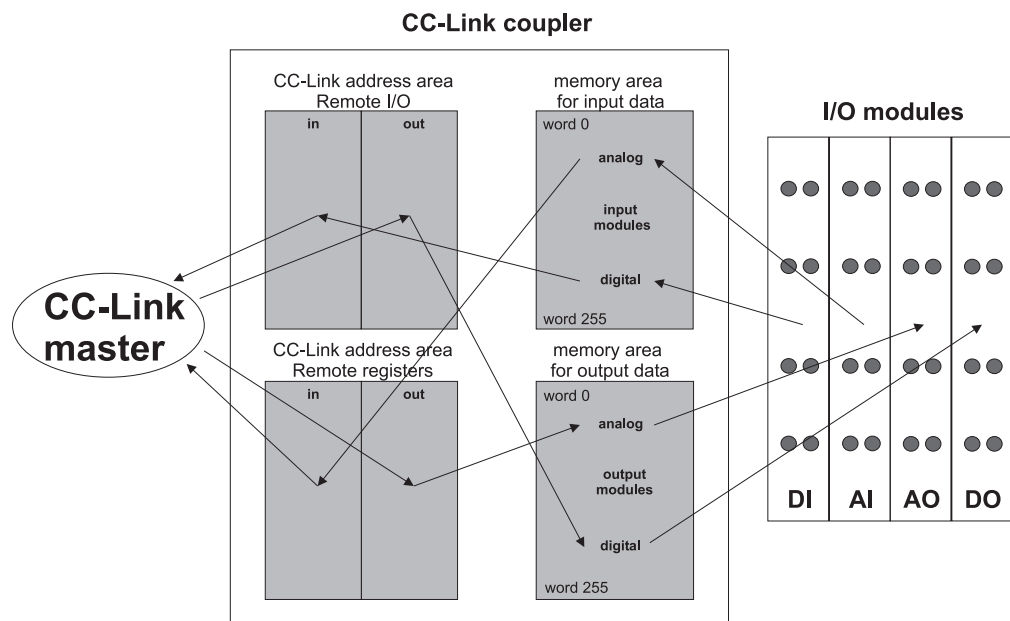 CC-Link coupler
CC-Link address area
Remote I/O
in
out
memory area
for input data
word 0
analog
input
modules
digital
word 255
I/O modules
CC-Link
master
CC-Link address area
Remote registers
in
out
memory area
for output data
word 0
analog
output
modules
digital
word 255
DI
AI
AO
DO